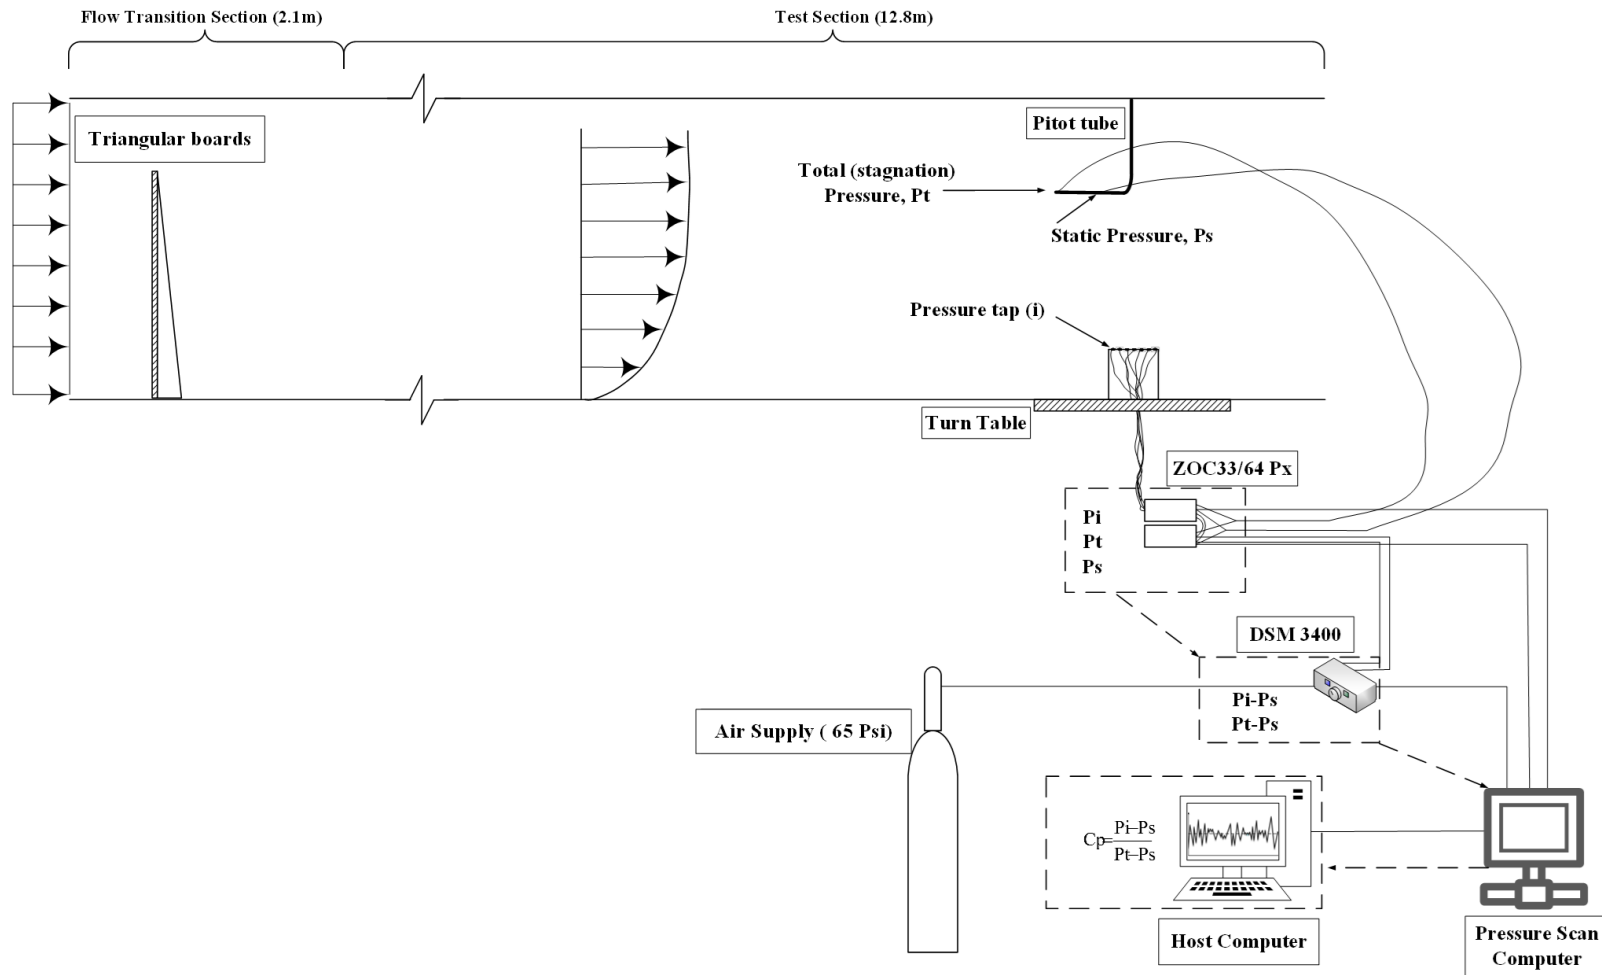 Flow Transition Section (2.1m)
Test Section (12.8m)
Triangular boards
Pitot tube
Total (stagnation)
Pressure, Pt
Static Pressure, Ps
Pressure tap (i)
Turn Table
ZOC33/64 Px
Pi
Pt
Ps
DSM 3400
Pi-Ps
Pt-Ps
Air Supply ( 65 Psi)
Cp=
Pi–Ps
Pt–Ps
Host Computer
Pressure Scan
Computer